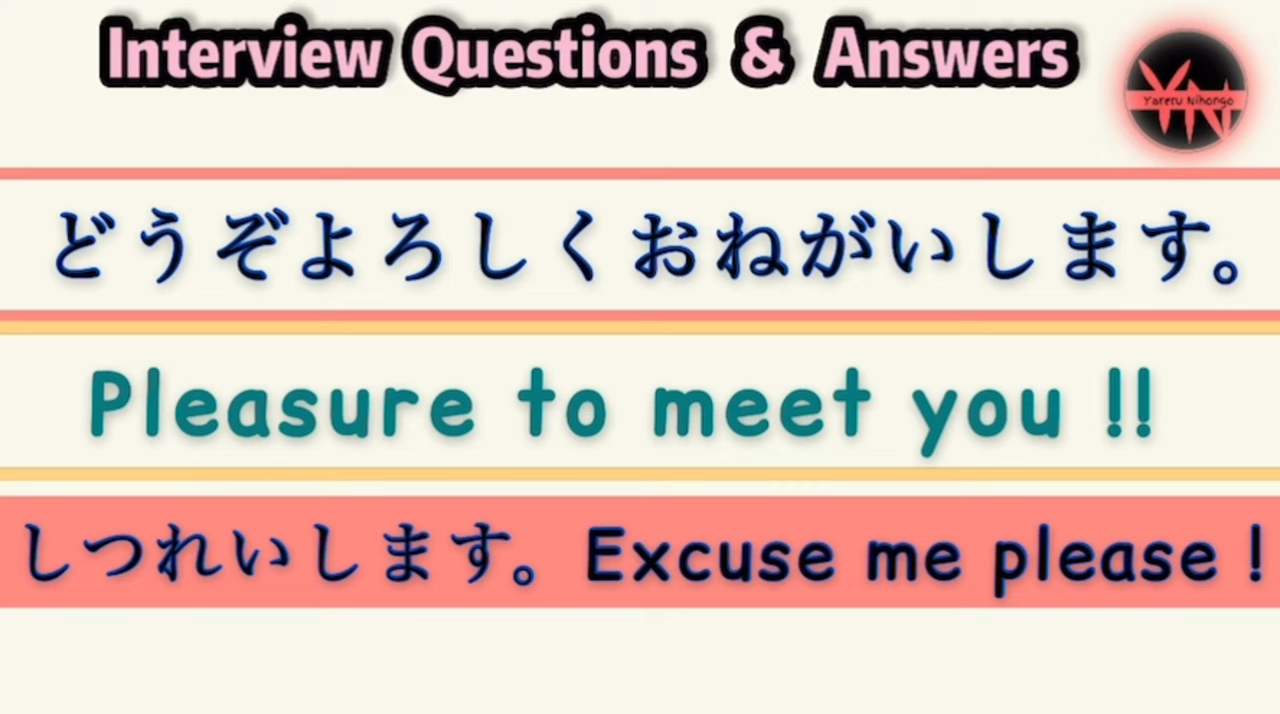 Interview Questions & Answers
Yareru Nihongo
どうぞよろしくおねがいします。
Pleasure to meet you !!
しつれいします。Excuse me please !